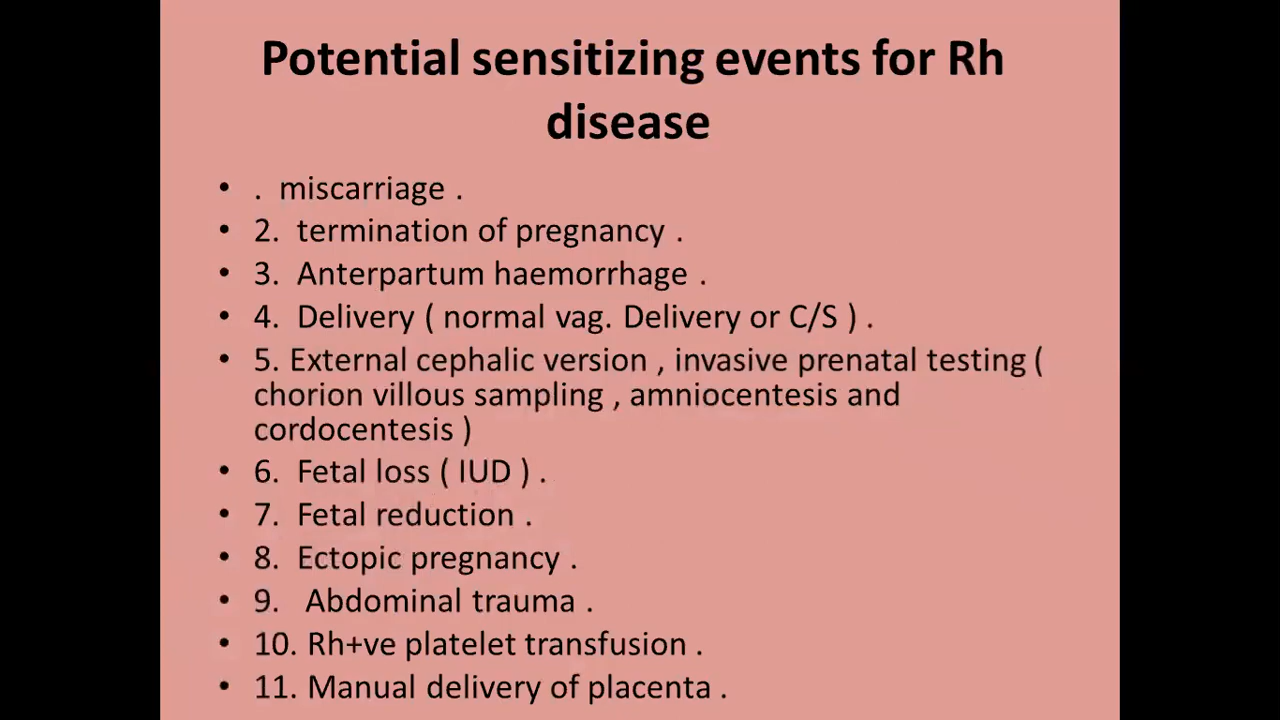 Potential sensitizing events for Rh
disease
• . miscarriage .
• 2. termination of pregnancy .
• 3. Anterpartum haemorrhage .
• 4. Delivery ( normal vag. Delivery or C/S ) .
• 5. External cephalic version , invasive prenatal testing (
chorion villous sampling , amniocentesis and
cordocentesis )
• 6. Fetal loss ( IUD ) .
• 7. Fetal reduction .
• 8. Ectopic pregnancy .
• 9. Abdominal trauma .
• 10. Rh+ve platelet transfusion .
• 11. Manual delivery of placenta .